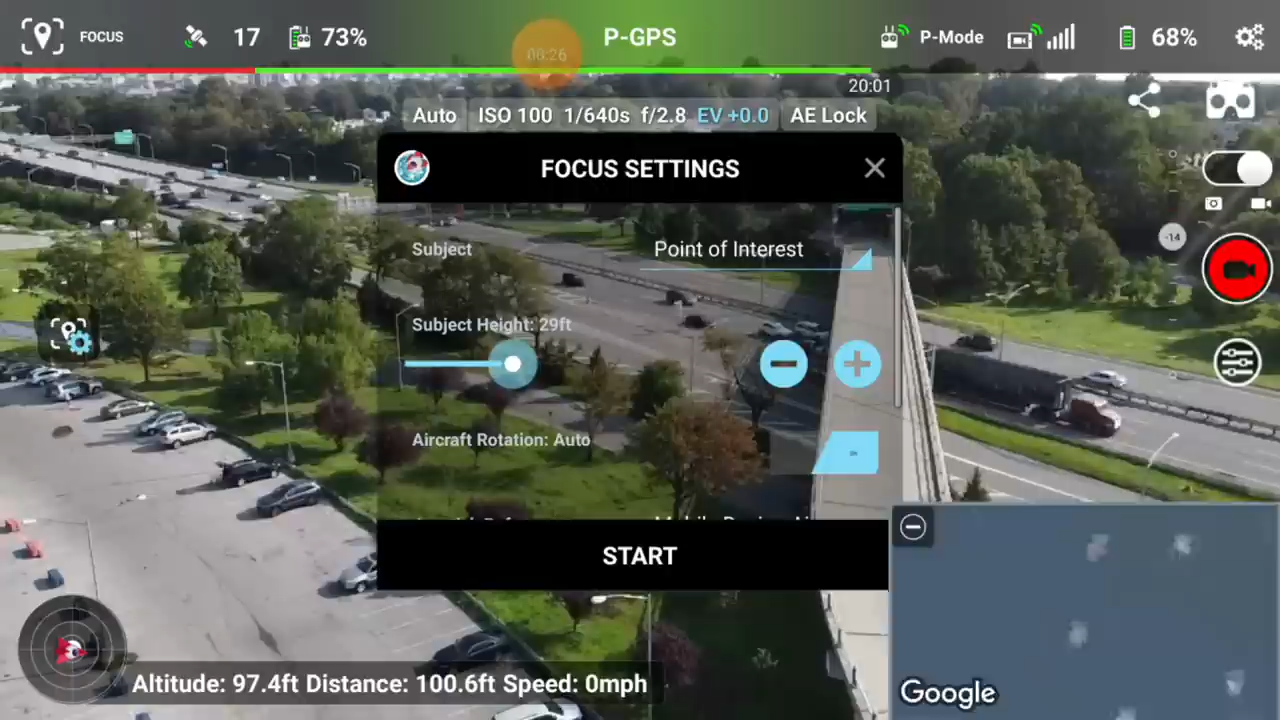 FOCUS
17
73%
00:26
P-GPS
P-Mode
68%
20:01
Auto ISO 100 1/640s f/2.8 EV +0.0 AE Lock
FOCUS SETTINGS
Subject Point of Interest
-14
Subject Height: 29ft
Aircraft Rotation: Auto
START
Altitude: 97.4ft Distance: 100.6ft Speed: 0mph
Google